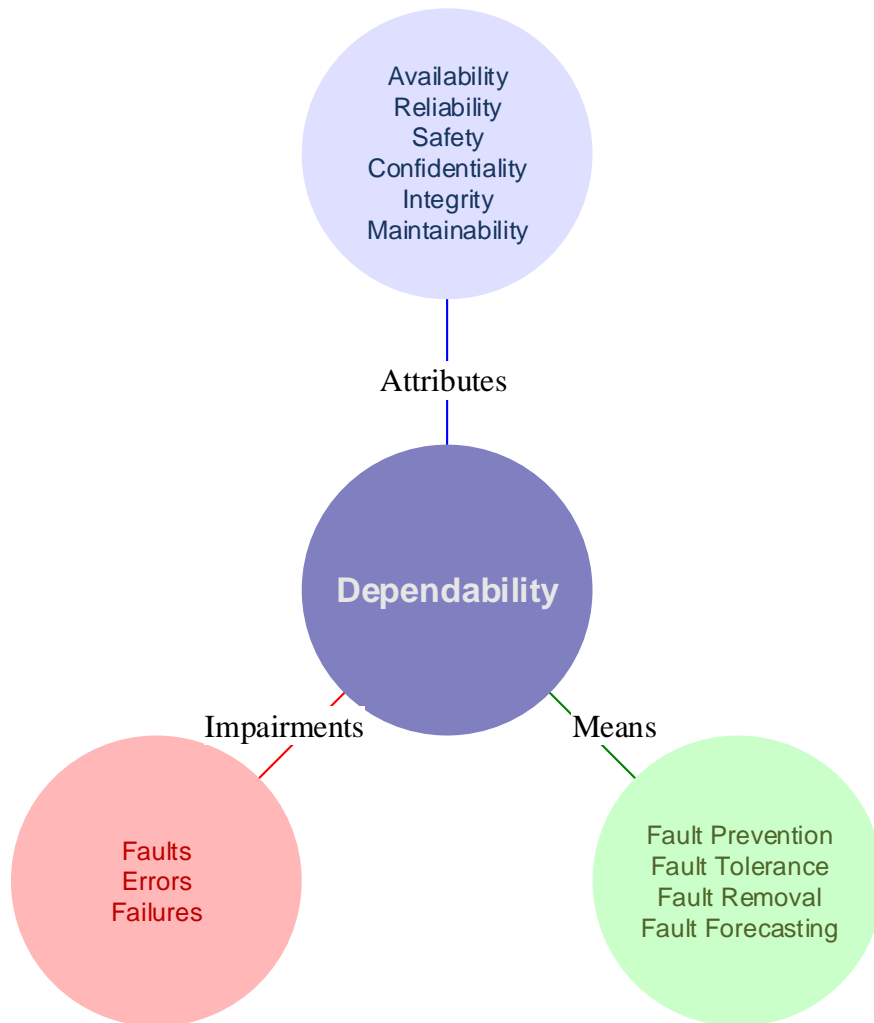 Availability
Reliability
Safety
Confidentiality
Integrity
Maintainability
Attributes
Dependability
Impairments
Means
Faults
Errors
Failures
Fault Prevention
Fault Tolerance
Fault Removal
Fault Forecasting